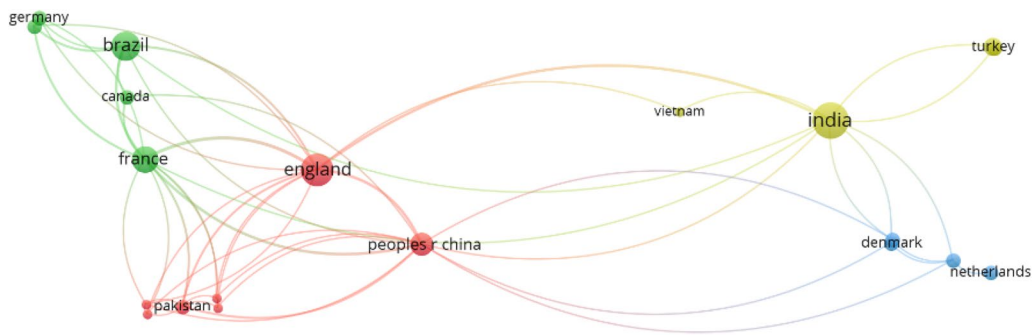 germany
brazil
turkey
canada
vietnam
india
france
england
peoples r china
denmark
netherlands
pakistan